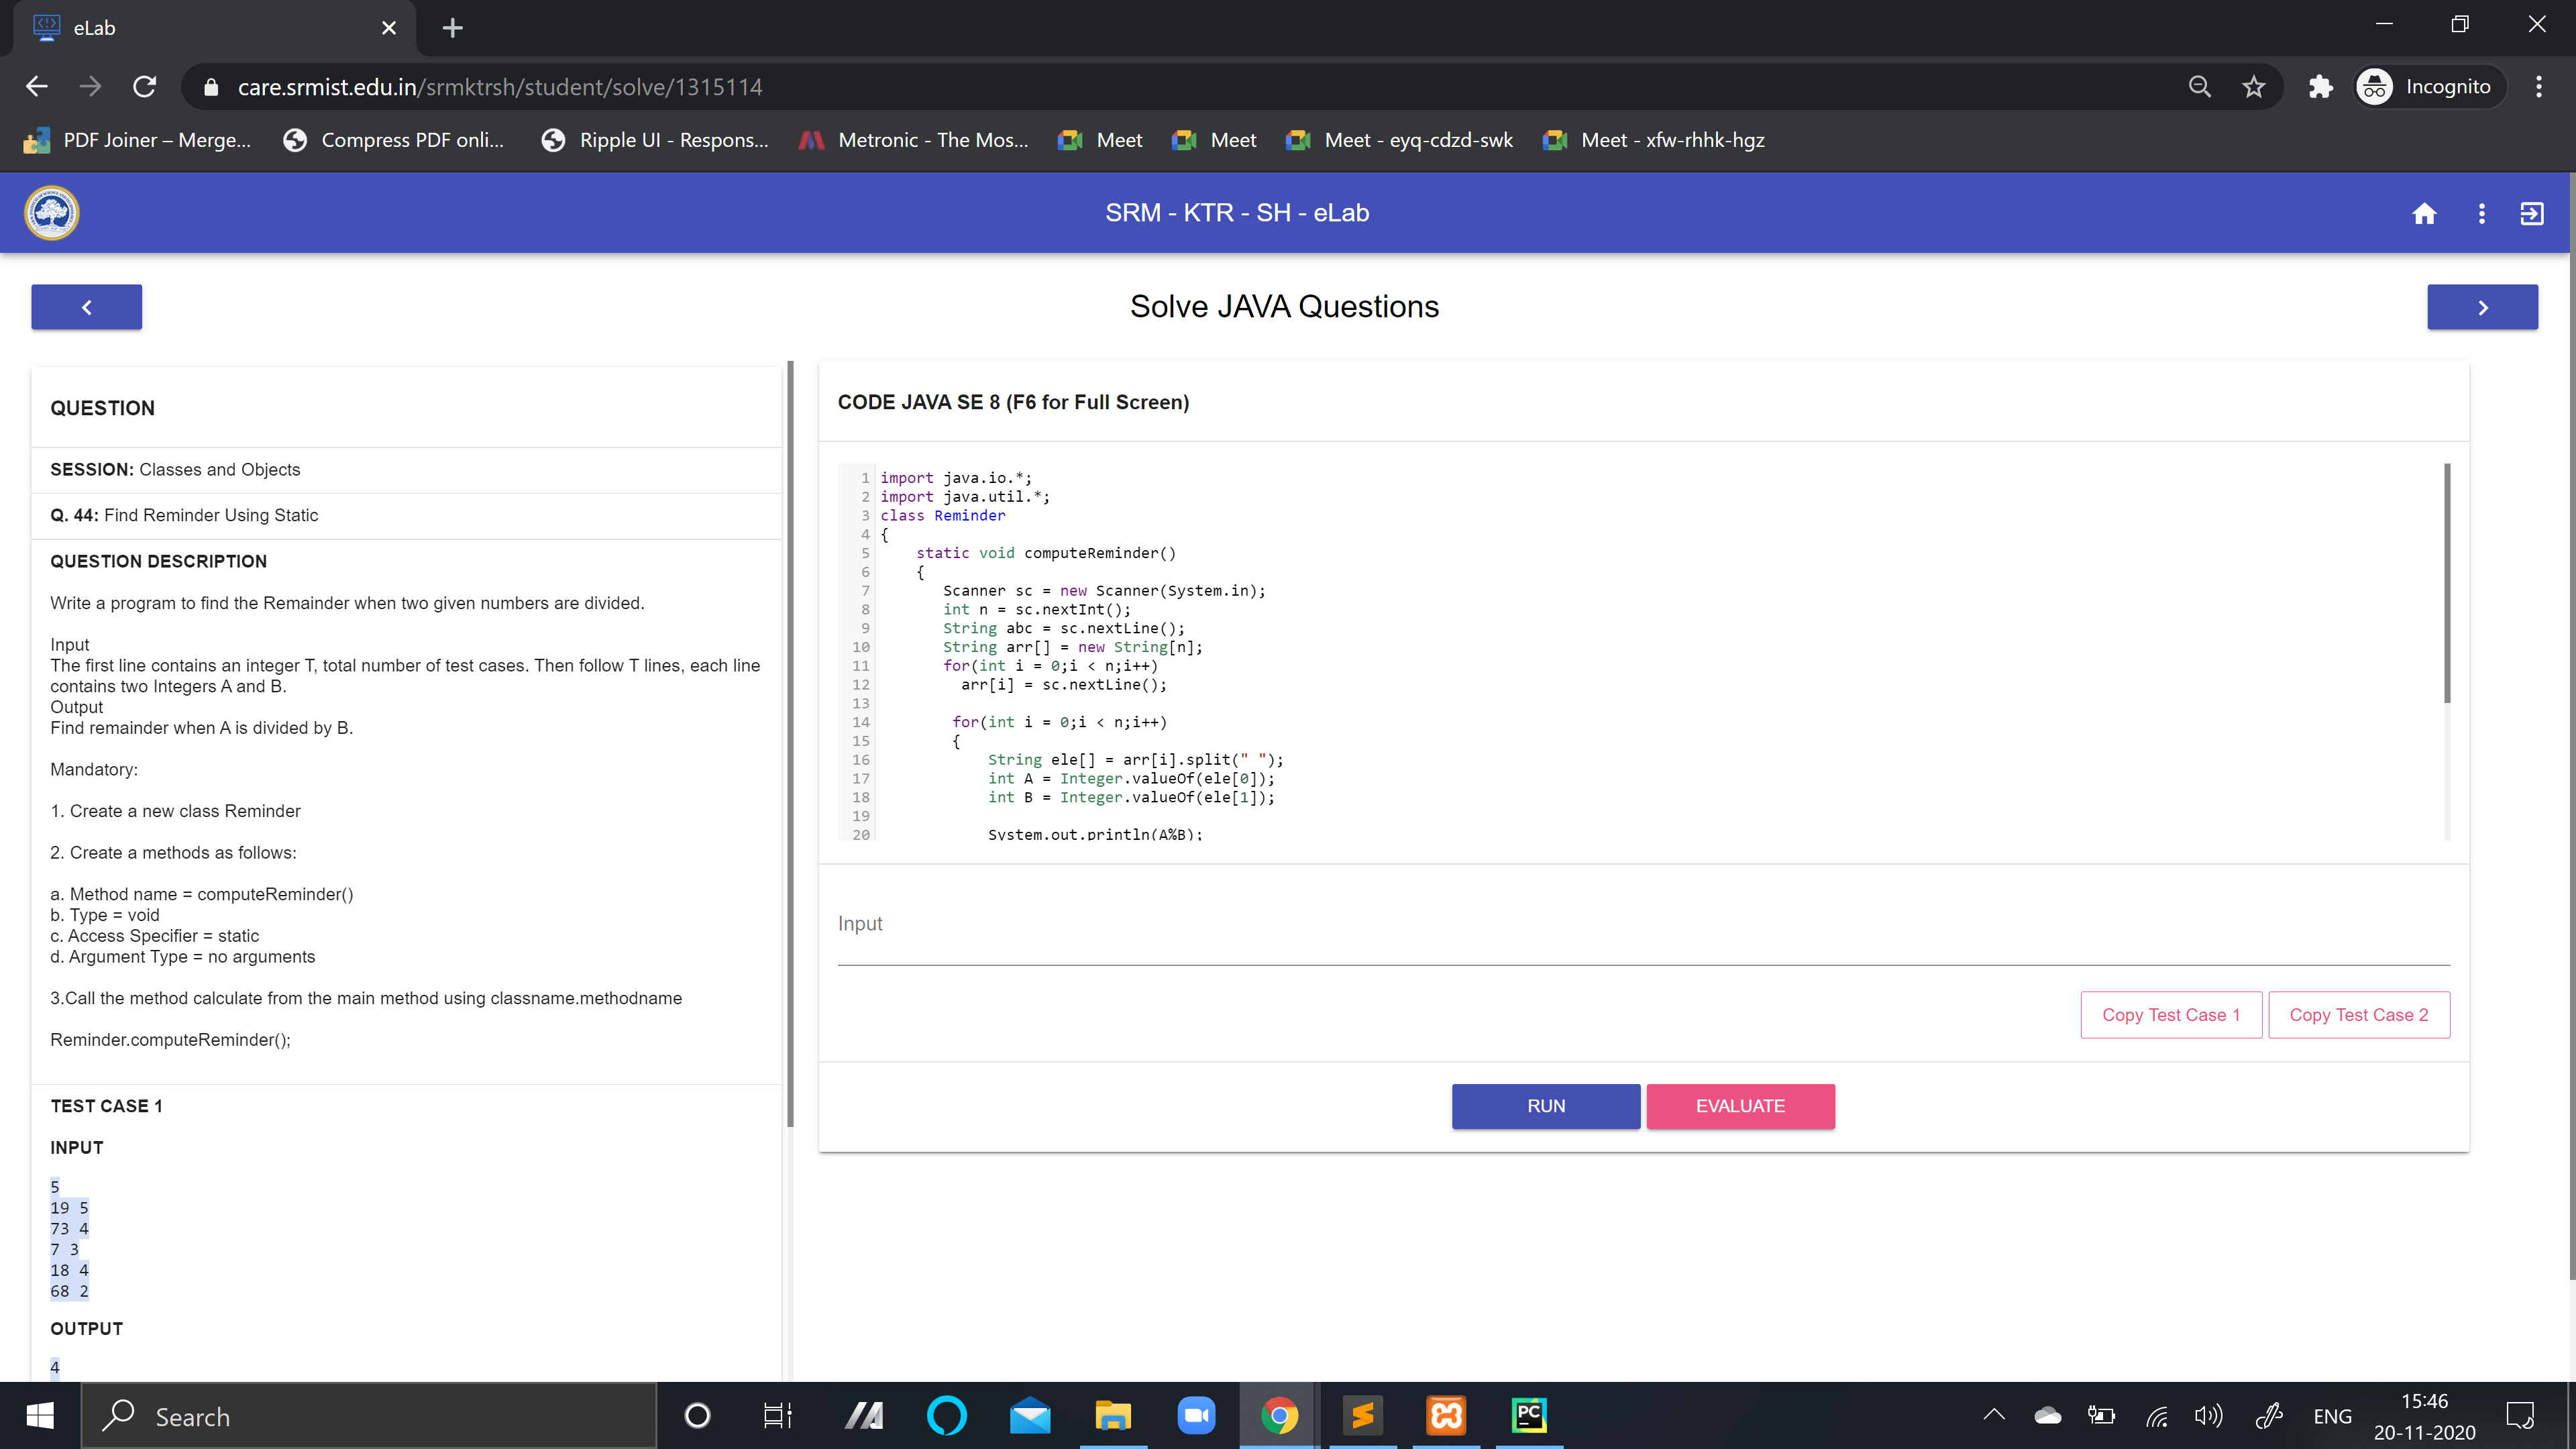 eLab
care.srmist.edu.in/srmktrsh/student/solve/1315114
Incognito
PDF Joiner – Merge...
Compress PDF onli...
Ripple UI - Respons...
Metronic - The Mos...
Meet
Meet
Meet - eyq-cdzd-swk
Meet - xfw-rhhk-hgz
SRM - KTR - SH - eLab
Solve JAVA Questions
QUESTION
SESSION: Classes and Objects
Q. 44: Find Reminder Using Static
QUESTION DESCRIPTION
Write a program to find the Remainder when two given numbers are divided.
Input
The first line contains an integer T, total number of test cases. Then follow T lines, each line
contains two Integers A and B.
Output
Find remainder when A is divided by B.
Mandatory:
1. Create a new class Reminder
2. Create a methods as follows:
a. Method name = computeReminder()
b. Type = void
c. Access Specifier = static
d. Argument Type = no arguments
3.Call the method calculate from the main method using classname.methodname
Reminder.computeReminder();
TEST CASE 1
INPUT
5
19 5
73 4
7 3
18 4
68 2
OUTPUT
4
CODE JAVA SE 8 (F6 for Full Screen)
1 import java.io.*;
2 import java.util.*;
3 class Reminder
4 {
5 static void computeReminder()
6 {
7 Scanner sc = new Scanner(System.in);
8 int n = sc.nextInt();
9 String abc = sc.nextLine();
10 String arr[] = new String[n];
11 for(int i = 0;i < n;i++)
12 arr[i] = sc.nextLine();
13
14 for(int i = 0;i < n;i++)
15 {
16 String ele[] = arr[i].split(" ");
17 int A = Integer.valueOf(ele[0]);
18 int B = Integer.valueOf(ele[1]);
19
20 System.out.println(A%B);
Input
Copy Test Case 1
Copy Test Case 2
RUN
EVALUATE
Search
PC
ENG
15:46
20-11-2020